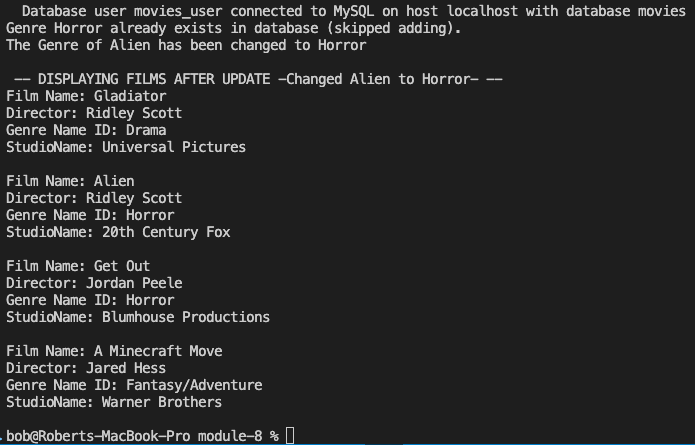 Database user movies_user connected to MySQL on host localhost with database movies
Genre Horror already exists in database (skipped adding).
The Genre of Alien has been changed to Horror
-- DISPLAYING FILMS AFTER UPDATE -Changed Alien to Horror- --
Film Name: Gladiator
Director: Ridley Scott
Genre Name ID: Drama
StudioName: Universal Pictures
Film Name: Alien
Director: Ridley Scott
Genre Name ID: Horror
StudioName: 20th Century Fox
Film Name: Get Out
Director: Jordan Peele
Genre Name ID: Horror
StudioName: Blumhouse Productions
Film Name: A Minecraft Move
Director: Jared Hess
Genre Name ID: Fantasy/Adventure
StudioName: Warner Brothers
bob@Roberts-MacBook-Pro module-8 %